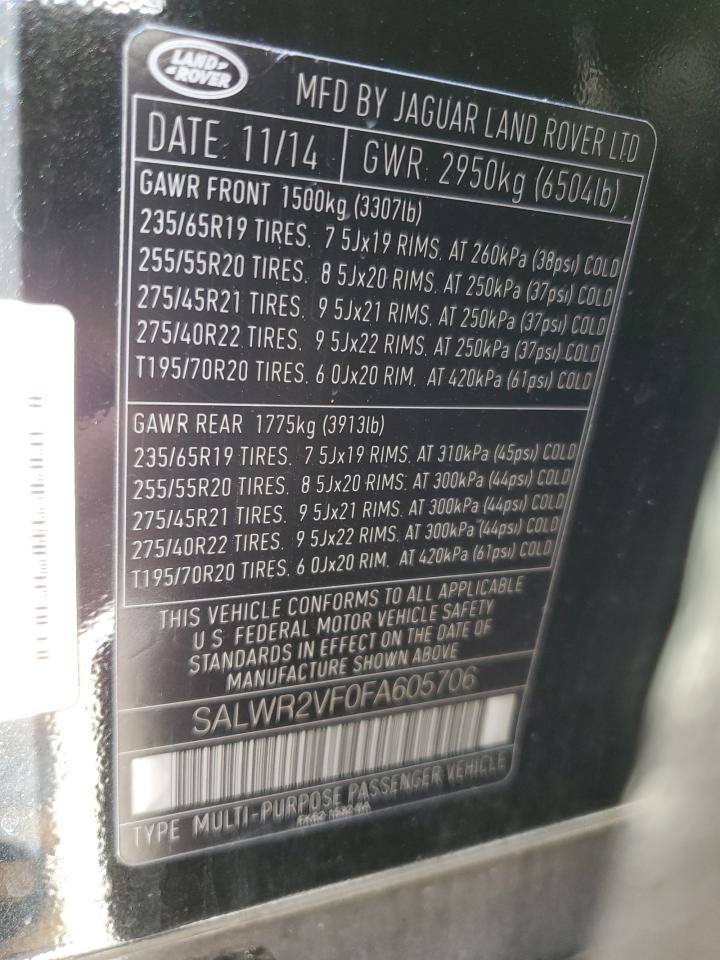 LAND ROVER
MFD BY JAGUAR LAND ROVER LTD
DATE 11/14 GWR 2950kg (6504lb)
GAWR FRONT 1500kg (3307lb)
235/65R19 TIRES. 7 5Jx19 RIMS. AT 260kPa (38psi) COLD
255/55R20 TIRES. 8 5Jx20 RIMS. AT 250kPa (37psi) COLD
275/45R21 TIRES. 9 5Jx21 RIMS. AT 250kPa (37psi) COLD
275/40R22 TIRES. 9 5Jx22 RIMS. AT 250kPa (37psi) COLD
T195/70R20 TIRES. 6 0Jx20 RIM. AT 420kPa (61psi) COLD
GAWR REAR 1775kg (3913lb)
235/65R19 TIRES. 7 5Jx19 RIMS. AT 310kPa (45psi) COLD
255/55R20 TIRES. 8 5Jx20 RIMS. AT 300kPa (44psi) COLD
275/45R21 TIRES. 9 5Jx21 RIMS. AT 300kPa (44psi) COLD
275/40R22 TIRES. 9 5Jx22 RIMS. AT 300kPa (44psi) COLD
T195/70R20 TIRES. 6 0Jx20 RIM. AT 420kPa (61psi) COLD
THIS VEHICLE CONFORMS TO ALL APPLICABLE
U S FEDERAL MOTOR VEHICLE SAFETY
STANDARDS IN EFFECT ON THE DATE OF
MANUFACTURE SHOWN ABOVE
SALWR2VF0FA605706
TYPE MULTI-PURPOSE PASSENGER VEHICLE